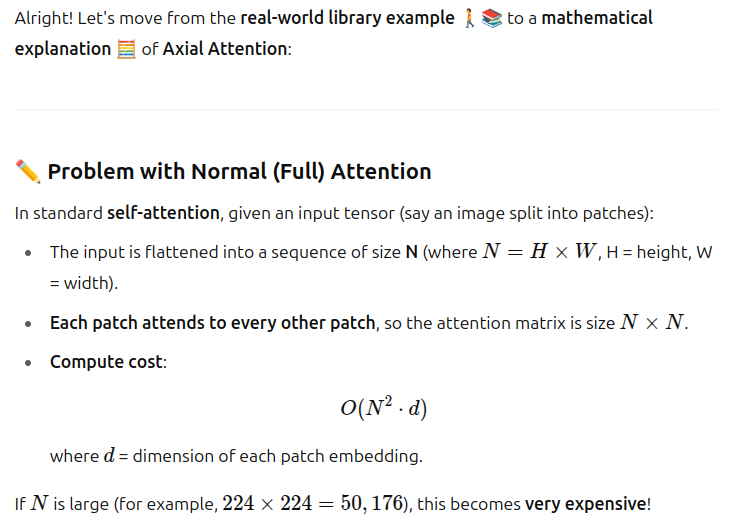 Alright! Let's move from the real-world library example 🚶📚 to a mathematical
explanation 🧮 of Axial Attention:
✏️ Problem with Normal (Full) Attention
In standard self-attention, given an input tensor (say an image split into patches):
• The input is flattened into a sequence of size N (where N = H × W, H = height, W
= width).
• Each patch attends to every other patch, so the attention matrix is size N × N.
• Compute cost:
O(N² · d)
where d = dimension of each patch embedding.
If N is large (for example, 224 × 224 = 50, 176), this becomes very expensive!